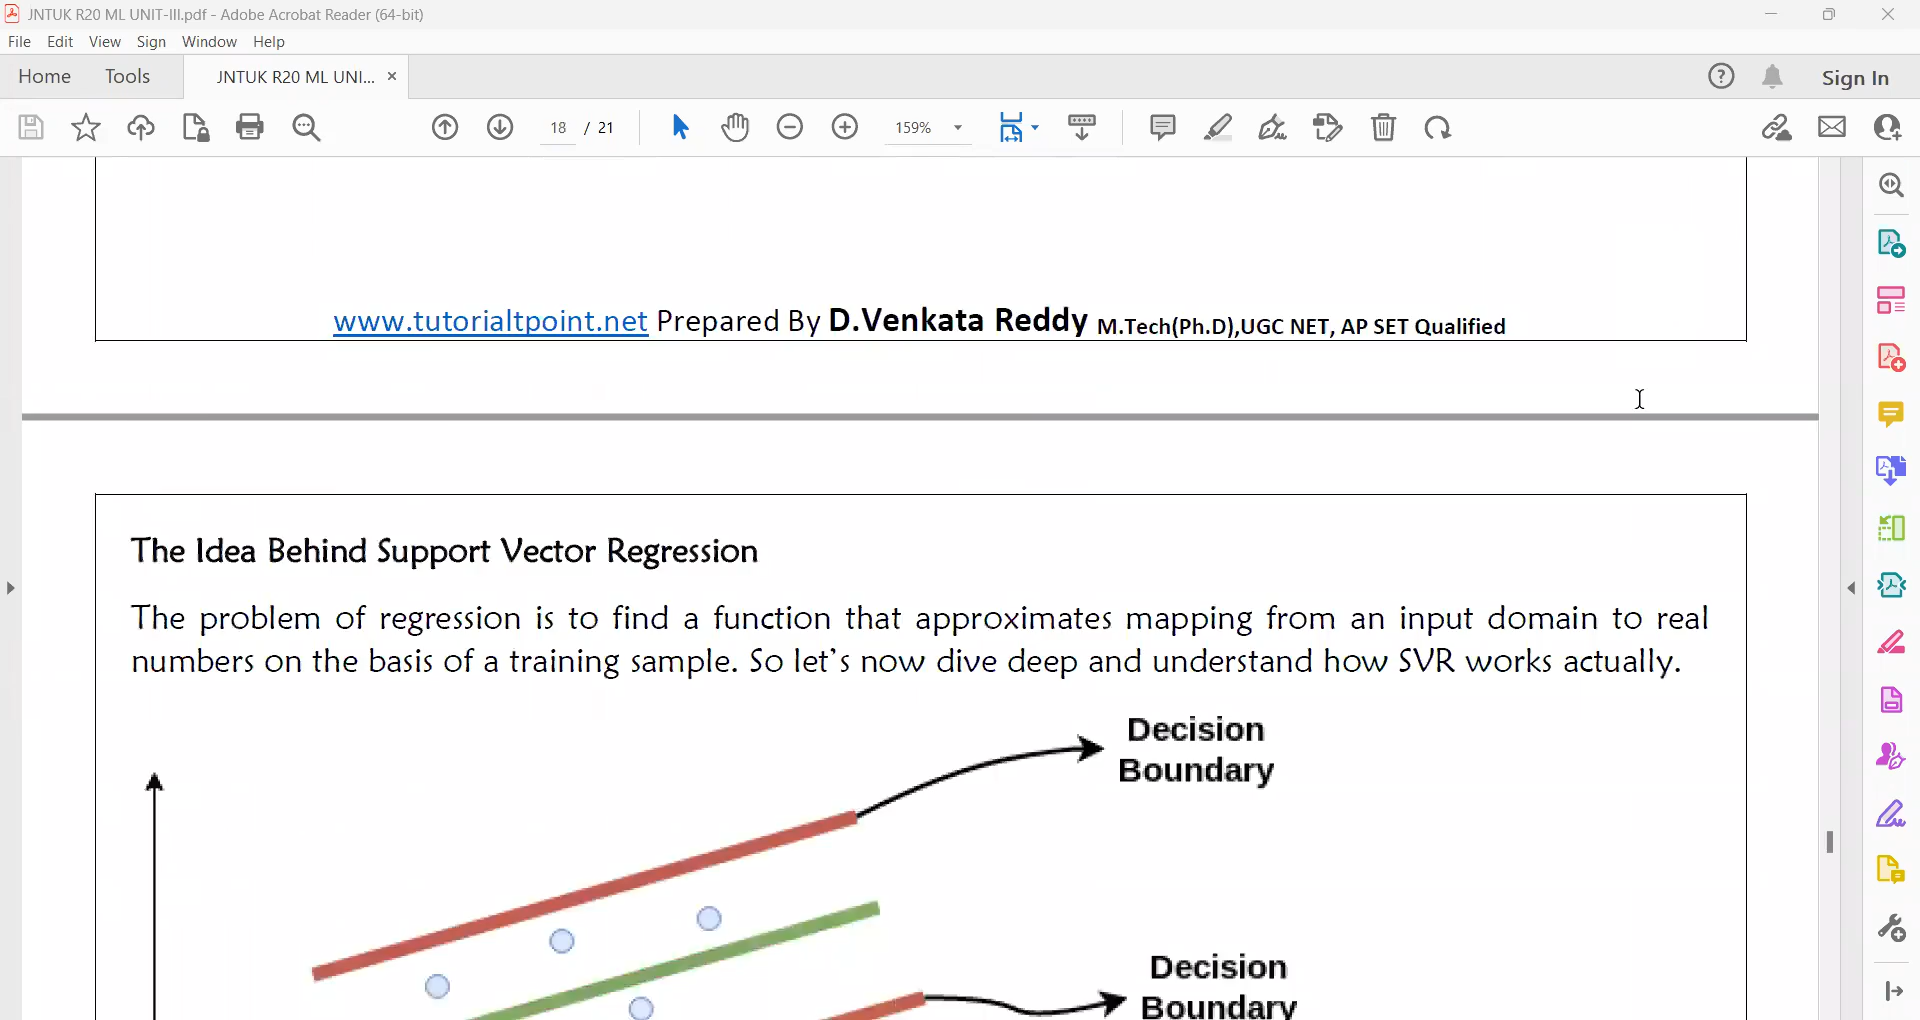 JNTUK R20 ML UNIT-III.pdf - Adobe Acrobat Reader (64-bit)
File Edit View Sign Window Help
Home Tools JNTUK R20 ML UNI... × Sign In
18 / 21 159%
www.tutorialtpoint.net Prepared By D.Venkata Reddy M.Tech(Ph.D),UGC NET, AP SET Qualified
The Idea Behind Support Vector Regression
The problem of regression is to find a function that approximates mapping from an input domain to real
numbers on the basis of a training sample. So let's now dive deep and understand how SVR works actually.
Decision
Boundary
Decision
Boundary